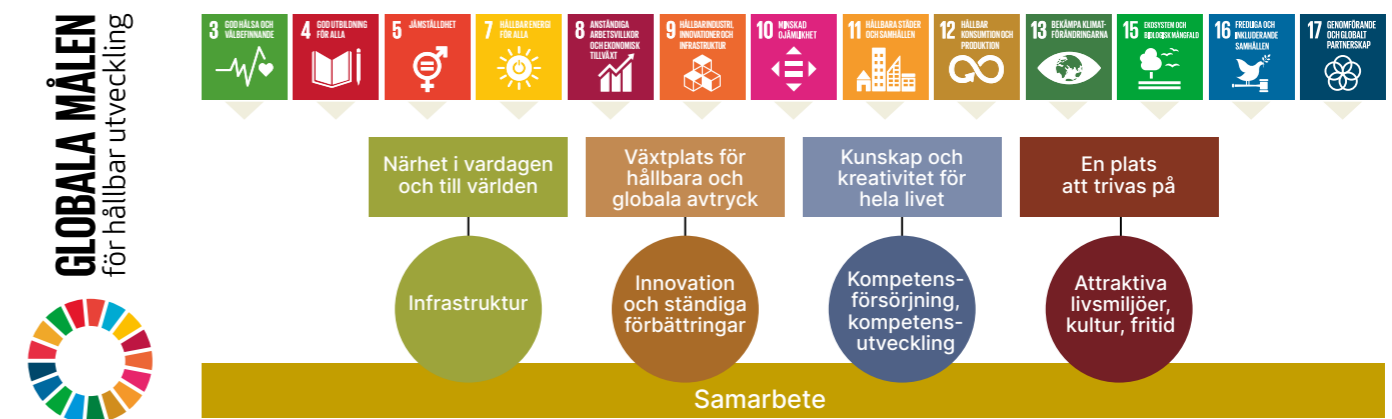 GLOBALA MÅLEN
för hållbar utveckling
3 GOD HÄLSA OCH
VÄLBEFINNANDE
4 GOD UTBILDNING
FÖR ALLA
5 JÄMSTÄLLDHET
7 HÅLLBAR ENERGI
FÖR ALLA
8 ANSTÄNDIGA
ARBETSVILLKOR
OCH EKONOMISK
TILLVÄXT
9 HÅLLBAR INDUSTRI,
INNOVATIONER OCH
INFRASTRUKTUR
10 MINSKAD
OJÄMLIKHET
11 HÅLLBARA STÄDER
OCH SAMHÄLLEN
12 HÅLLBAR
KONSUMTION OCH
PRODUKTION
13 BEKÄMPA KLIMAT-
FÖRÄNDRINGARNA
15 EKOSYSTEM OCH
BIOLOGISK MÅNGFALD
16 FREDLIGA OCH
INKLUDERANDE
SAMHÄLLEN
17 GENOMFÖRANDE
OCH GLOBALT
PARTNERSKAP
Närhet i vardagen
och till världen
Växtplats för
hållbara och
globala avtryck
Kunskap och
kreativitet för
hela livet
En plats
att trivas på
Infrastruktur
Innovation
och ständiga
förbättringar
Kompetens-
försörjning,
kompetens-
utveckling
Attraktiva
livsmiljöer,
kultur, fritid
Samarbete